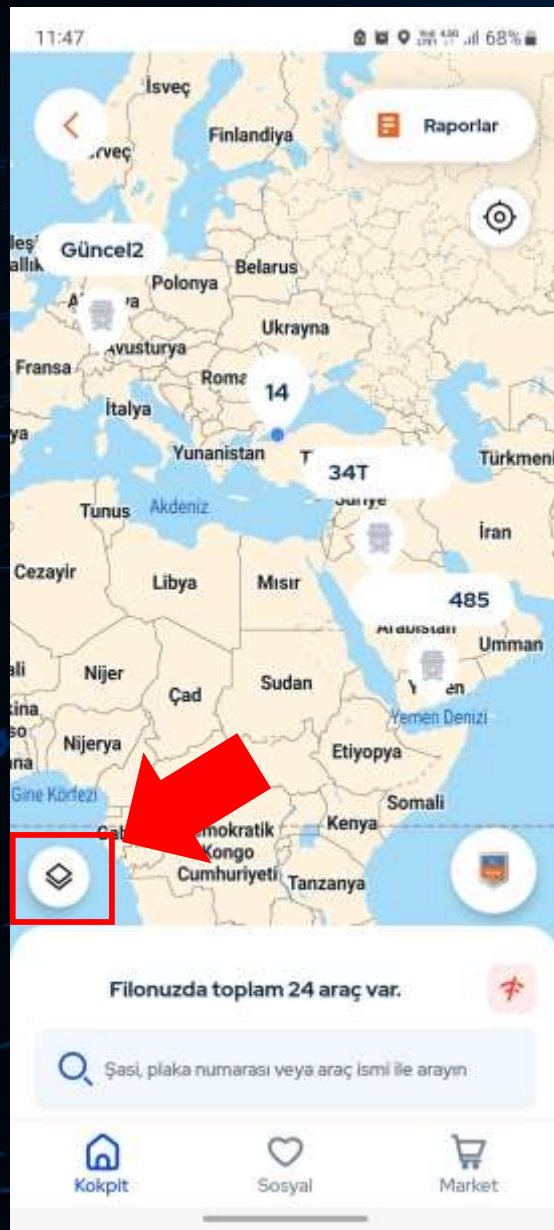 11:47
68%
İsveç
Raporlar
Finlandiya
Güncel2
Belarus
Polonya
Ukrayna
Avusturya
Fransa
14
İtalya
Yunanistan
34T
Türkmen
Suriye
Tunus
Akdeniz
İran
Cezayir
Libya
Mısır
485
Arabistan
Umman
Nijer
Sudan
Çad
Yemen Denizi
Nijerya
Etiyopya
Gine Körfezi
Somali
Kenya
Kongo
Cumhuriyeti
Tanzanya
Filonuzda toplam 24 araç var.
Şasi, plaka numarası veya araç ismi ile arayın
Kokpit
Sosyal
Market